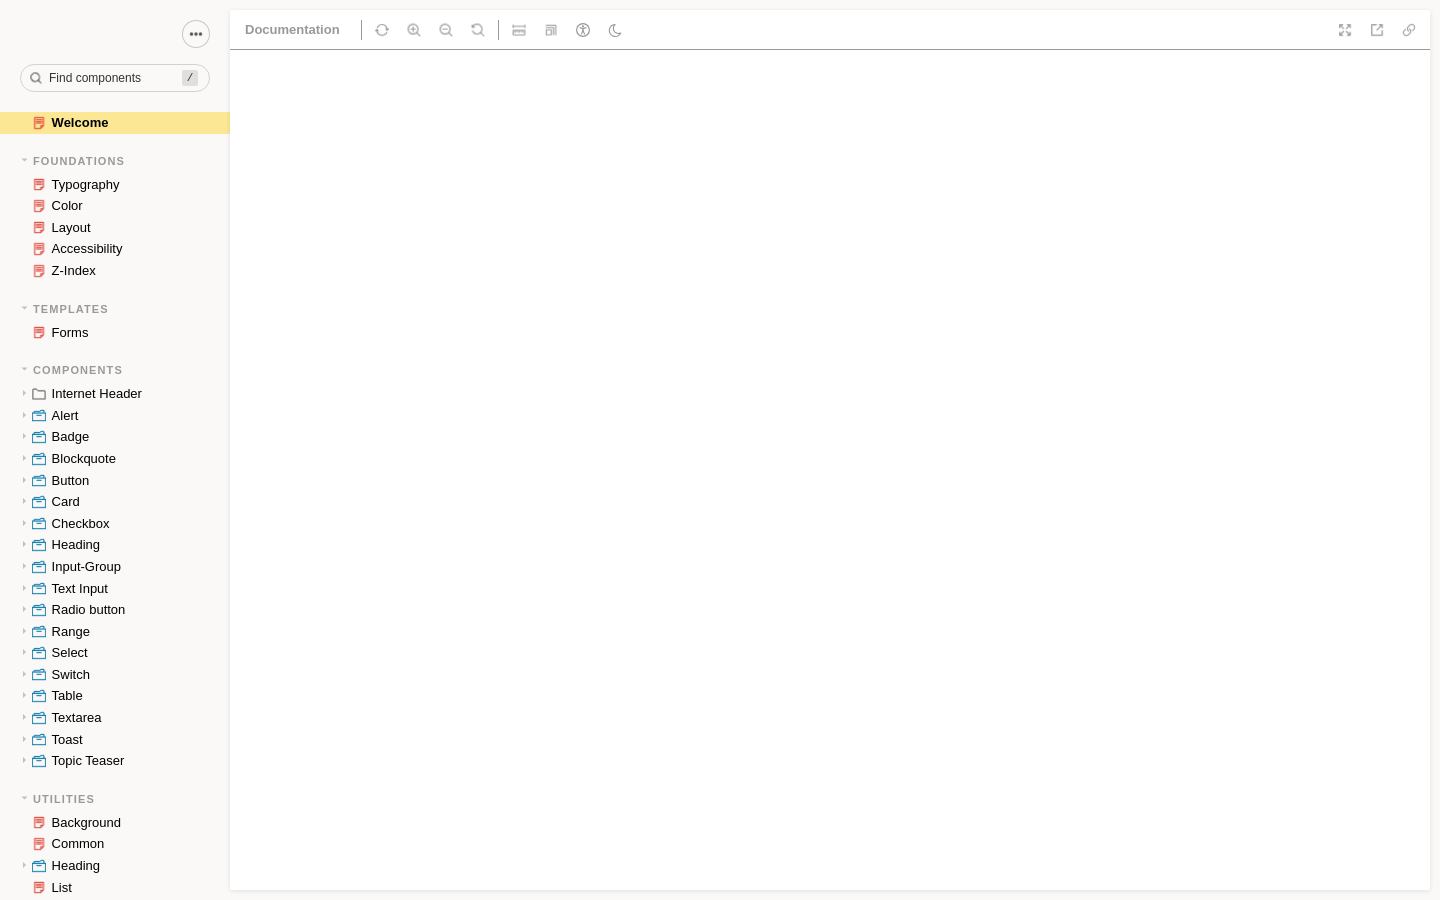 Documentation
Find components
/
Welcome
FOUNDATIONS
Typography
Color
Layout
Accessibility
Z-Index
TEMPLATES
Forms
COMPONENTS
Internet Header
Alert
Badge
Blockquote
Button
Card
Checkbox
Heading
Input-Group
Text Input
Radio button
Range
Select
Switch
Table
Textarea
Toast
Topic Teaser
UTILITIES
Background
Common
Heading
List